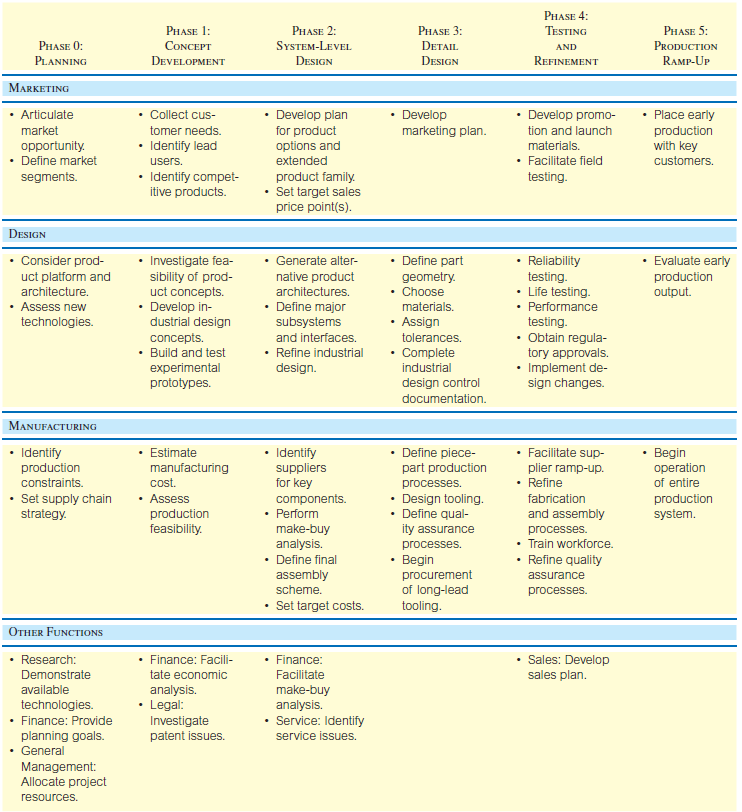 PHASE 0:
PLANNING
PHASE 1:
CONCEPT
DEVELOPMENT
PHASE 2:
SYSTEM-LEVEL
DESIGN
PHASE 3:
DETAIL
DESIGN
PHASE 4:
TESTING
AND
REFINEMENT
PHASE 5:
PRODUCTION
RAMP-UP
MARKETING
• Articulate
market
opportunity.
• Define market
segments.
• Collect cus-
tomer needs.
• Identify lead
users.
• Identify compet-
itive products.
• Develop plan
for product
options and
extended
product family.
• Set target sales
price point(s).
• Develop
marketing plan.
• Develop promo-
tion and launch
materials.
• Facilitate field
testing.
• Place early
production
with key
customers.
DESIGN
• Consider prod-
uct platform and
architecture.
• Assess new
technologies.
• Investigate fea-
sibility of prod-
uct concepts.
• Develop in-
dustrial design
concepts.
• Build and test
experimental
prototypes.
• Generate alter-
native product
architectures.
• Define major
subsystems
and interfaces.
• Refine industrial
design.
• Define part
geometry.
• Choose
materials.
• Assign
tolerances.
• Complete
industrial
design control
documentation.
• Reliability
testing.
• Life testing.
• Performance
testing.
• Obtain regula-
tory approvals.
• Implement de-
sign changes.
• Evaluate early
production
output.
MANUFACTURING
• Identify
production
constraints.
• Set supply chain
strategy.
• Estimate
manufacturing
cost.
• Assess
production
feasibility.
• Identify
suppliers
for key
components.
• Perform
make-buy
analysis.
• Define final
assembly
scheme.
• Set target costs.
• Define piece-
part production
processes.
• Design tooling.
• Define qual-
ity assurance
processes.
• Begin
procurement
of long-lead
tooling.
• Facilitate sup-
plier ramp-up.
• Refine
fabrication
and assembly
processes.
• Train workforce.
• Refine quality
assurance
processes.
• Begin
operation
of entire
production
system.
OTHER FUNCTIONS
• Research:
Demonstrate
available
technologies.
• Finance: Provide
planning goals.
• General
Management:
Allocate project
resources.
• Finance: Facili-
tate economic
analysis.
• Legal:
Investigate
patent issues.
• Finance:
Facilitate
make-buy
analysis.
• Service: Identify
service issues.
• Sales: Develop
sales plan.